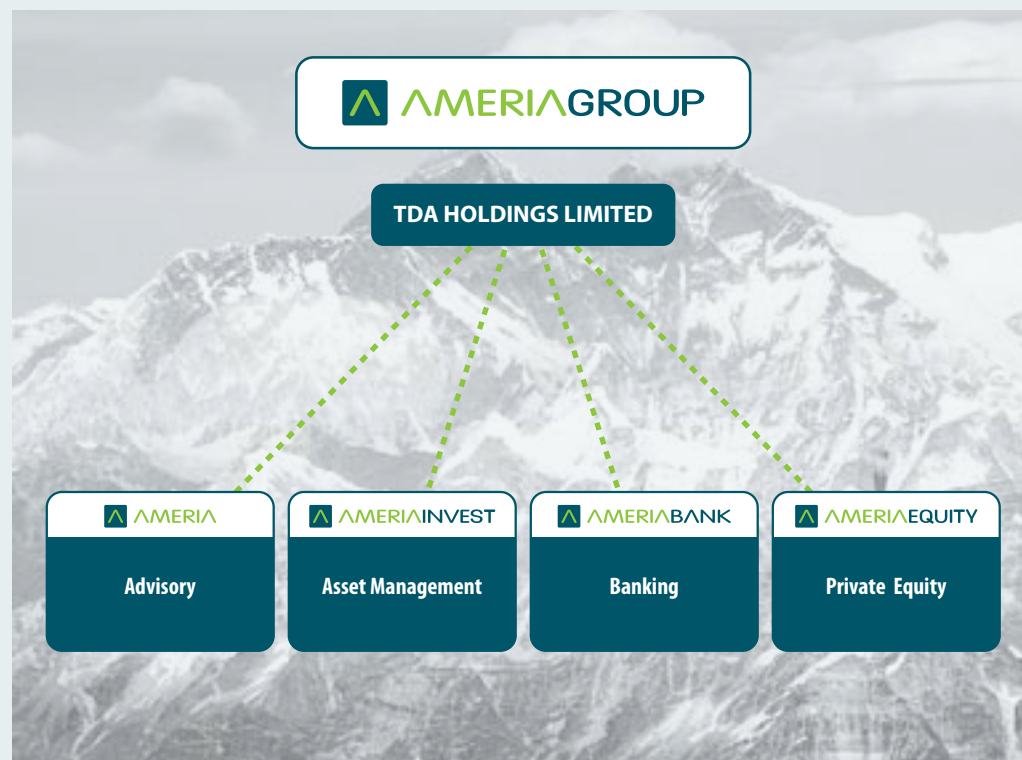 AMERIAGROUP
TDA HOLDINGS LIMITED
AMERIA
AMERIAINVEST
AMERIABANK
AMERIAEQUITY
Advisory
Asset Management
Banking
Private Equity